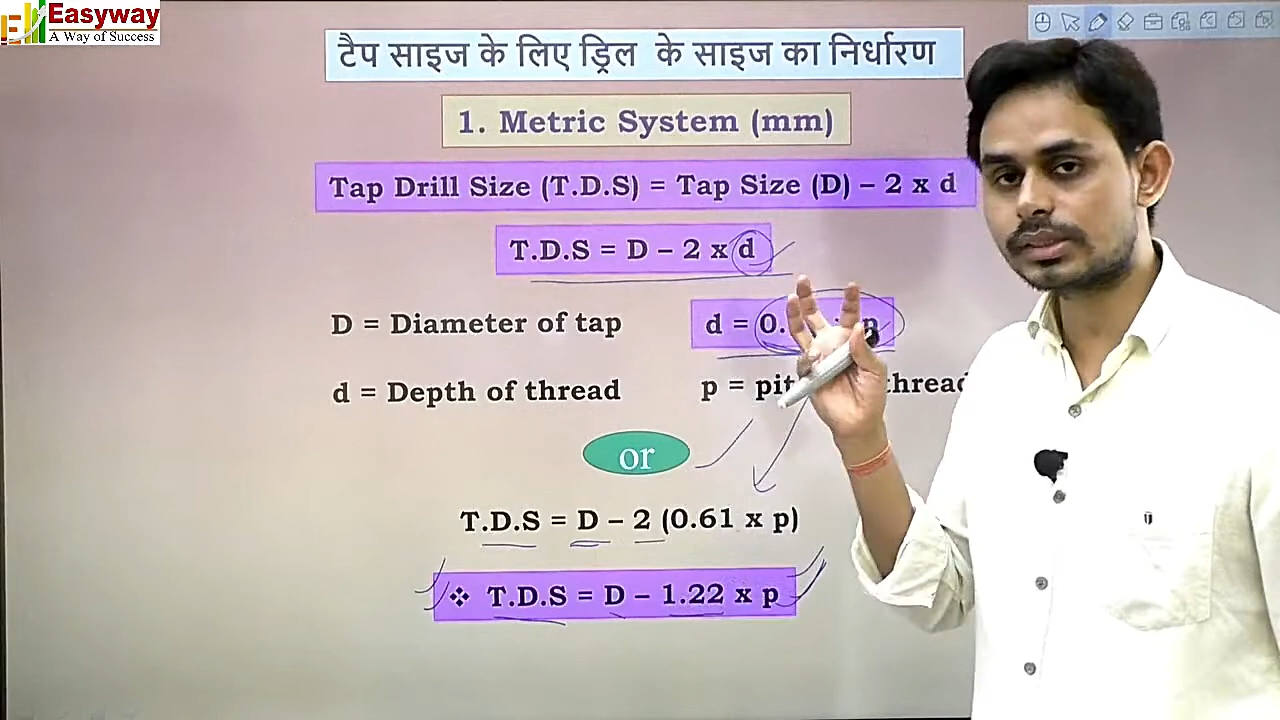 Easyway
A Way of Success
टैप साइज के लिए ड्रिल के साइज का निर्धारण
1. Metric System (mm)
Tap Drill Size (T.D.S) = Tap Size (D) – 2 x d
T.D.S = D – 2 x d
D = Diameter of tap
d = 0. p
d = Depth of thread
p = thread
or
T.D.S = D – 2 (0.61 x p)
❖ T.D.S = D – 1.22 x p